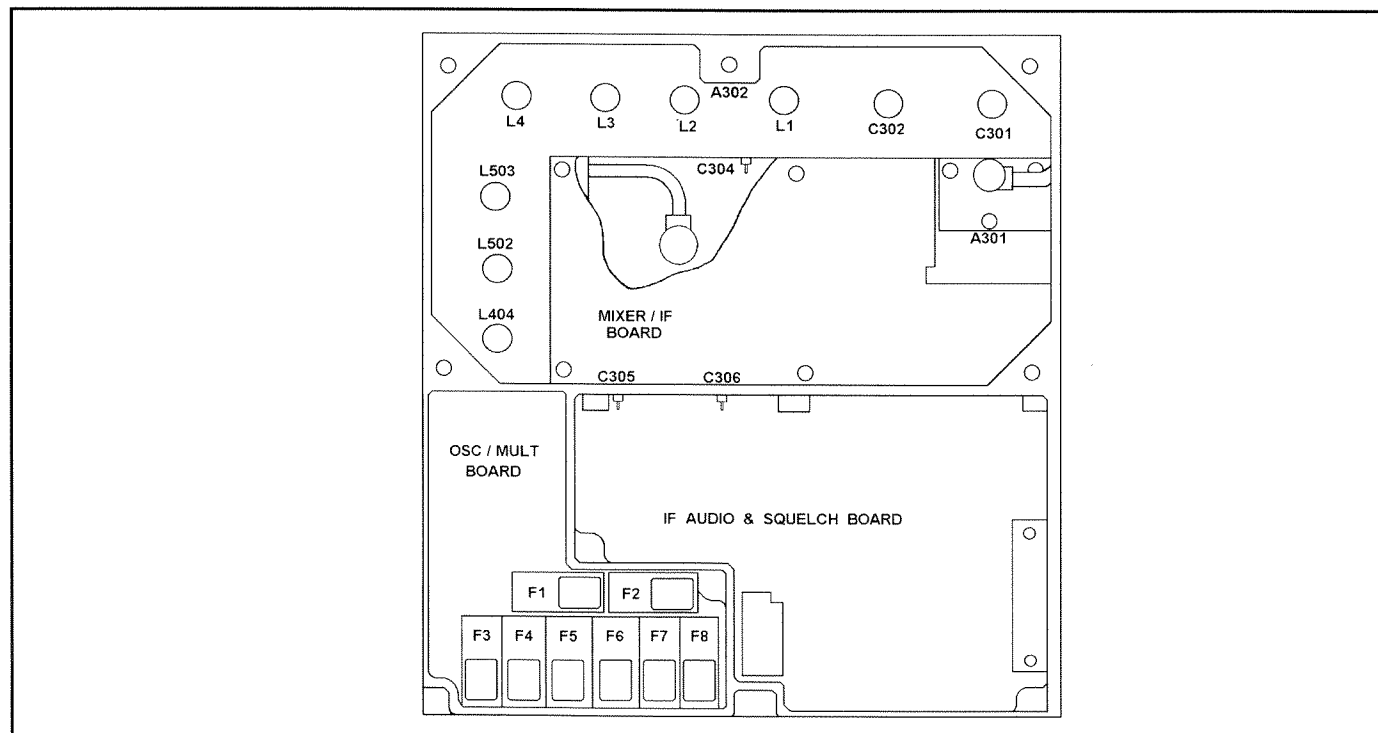 A302
L4 L3 L2 L1 C302 C301
L503
C304
L502
A301
L404
MIXER / IF
BOARD
C305 C306
OSC / MULT
BOARD
IF AUDIO & SQUELCH BOARD
F1 F2
F3 F4 F5 F6 F7 F8